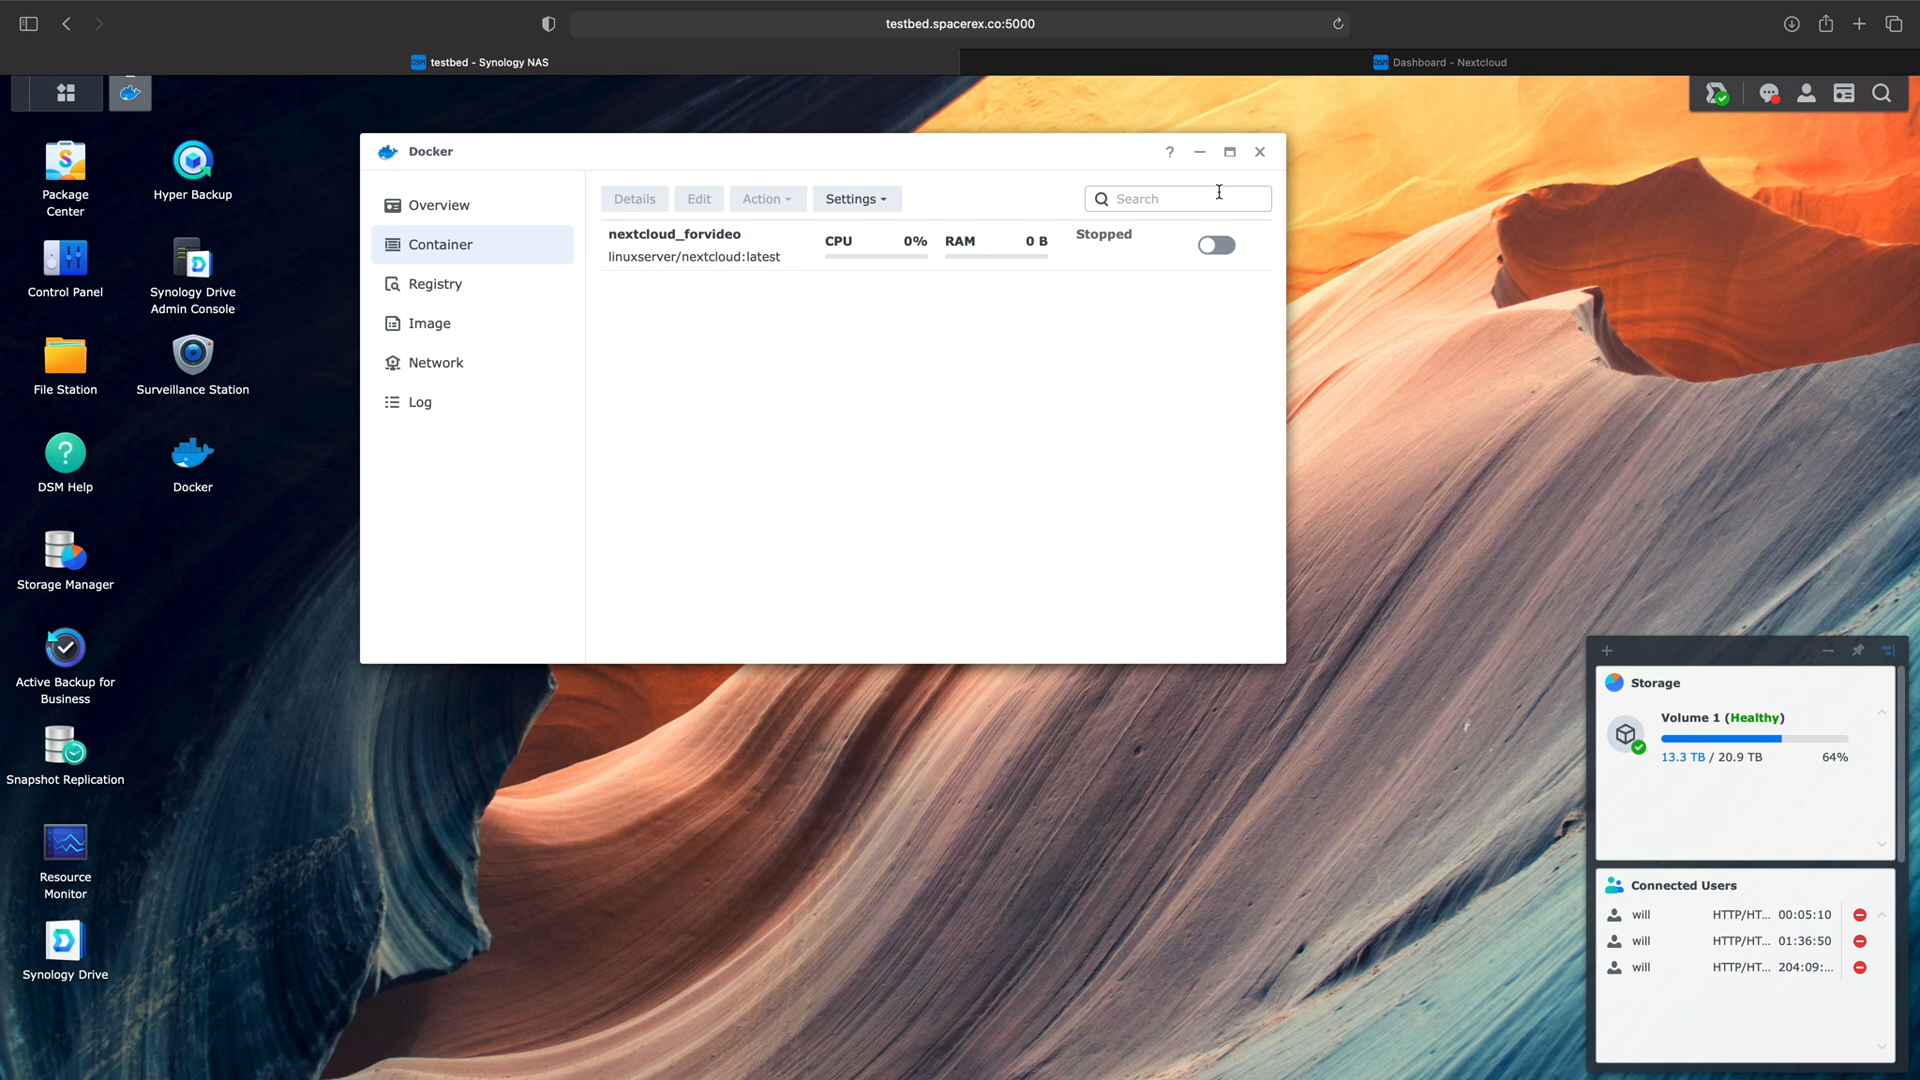 testbed.spacerex.co:5000
testbed - Synology NAS
Dashboard - Nextcloud
Package
Center
Hyper Backup
Control Panel
Synology Drive
Admin Console
File Station
Surveillance Station
DSM Help
Docker
Storage Manager
Active Backup for
Business
Snapshot Replication
Resource
Monitor
Synology Drive
Docker
?
Overview
Container
Registry
Image
Network
Log
Details
Edit
Action
Settings
Search
nextcloud_forvideo
linuxserver/nextcloud:latest
CPU 0%
RAM 0 B
Stopped
Storage
Volume 1 (Healthy)
13.3 TB / 20.9 TB 64%
Connected Users
will HTTP/HT... 00:05:10
will HTTP/HT... 01:36:50
will HTTP/HT... 204:09:...